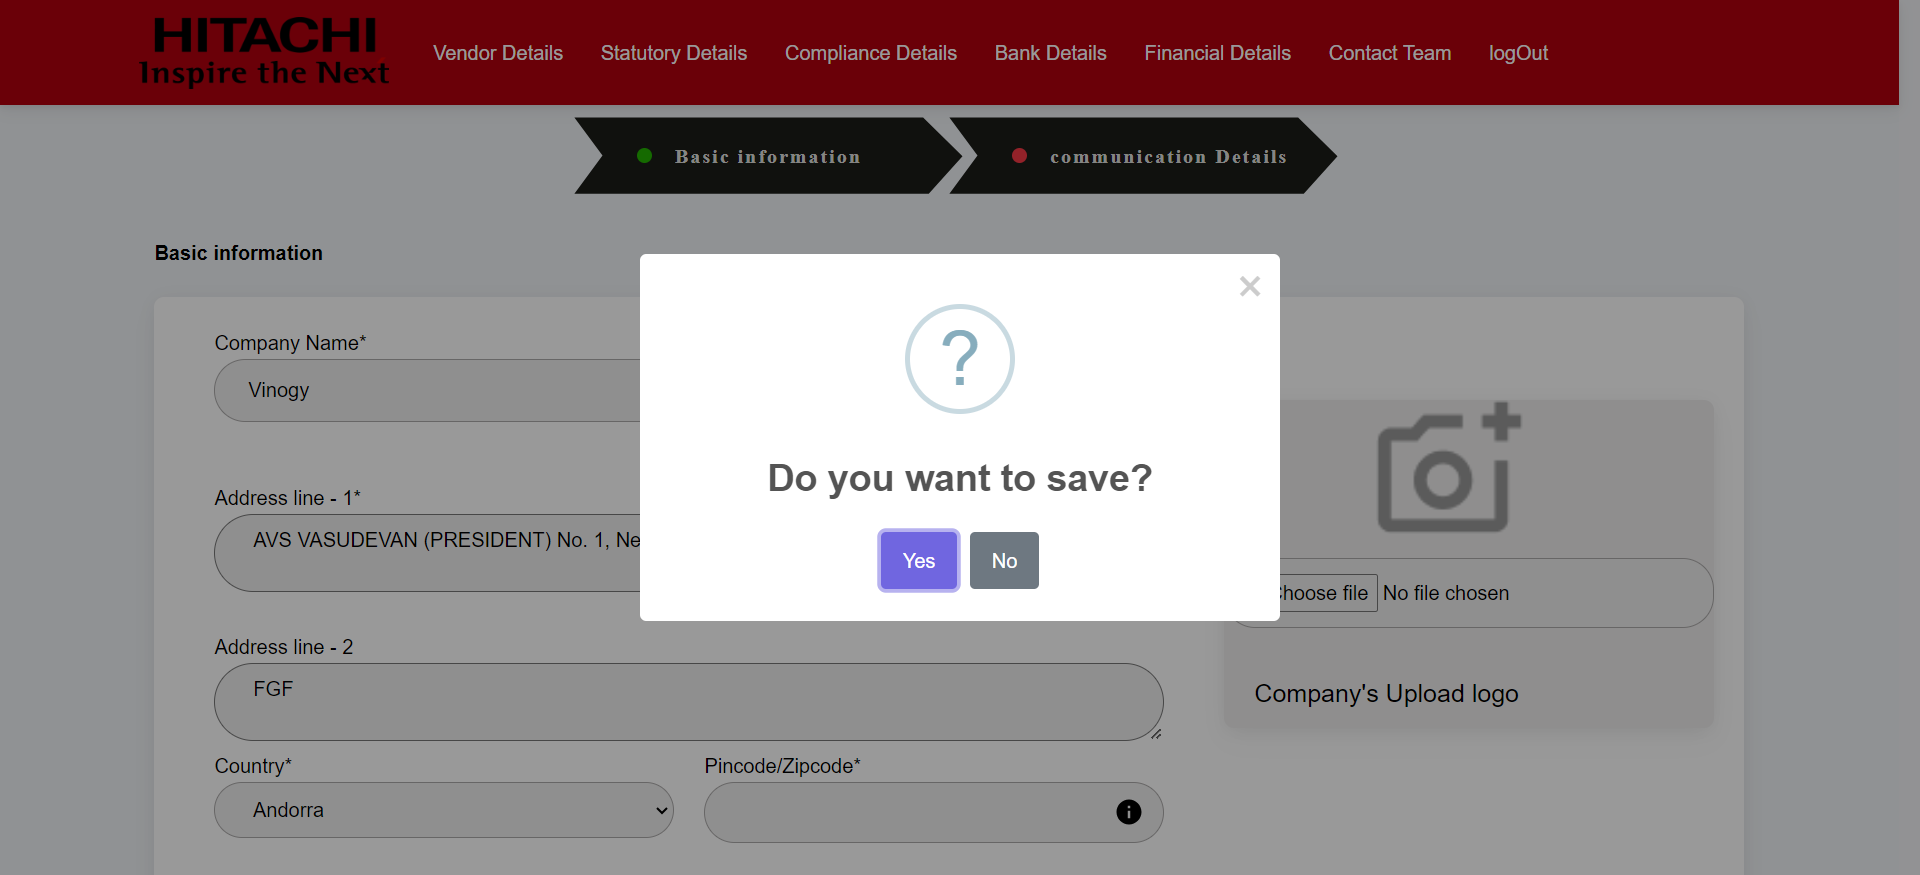 HITACHI
Inspire the Next
Vendor Details
Statutory Details
Compliance Details
Bank Details
Financial Details
Contact Team
logOut
Basic information
communication Details
Basic information
Company Name*
Vinogy
Address line - 1*
AVS VASUDEVAN (PRESIDENT) No. 1, Ne
Address line - 2
FGF
Country*
Andorra
Pincode/Zipcode*
×
?
Do you want to save?
Yes
No
hoose file
No file chosen
Company's Upload logo